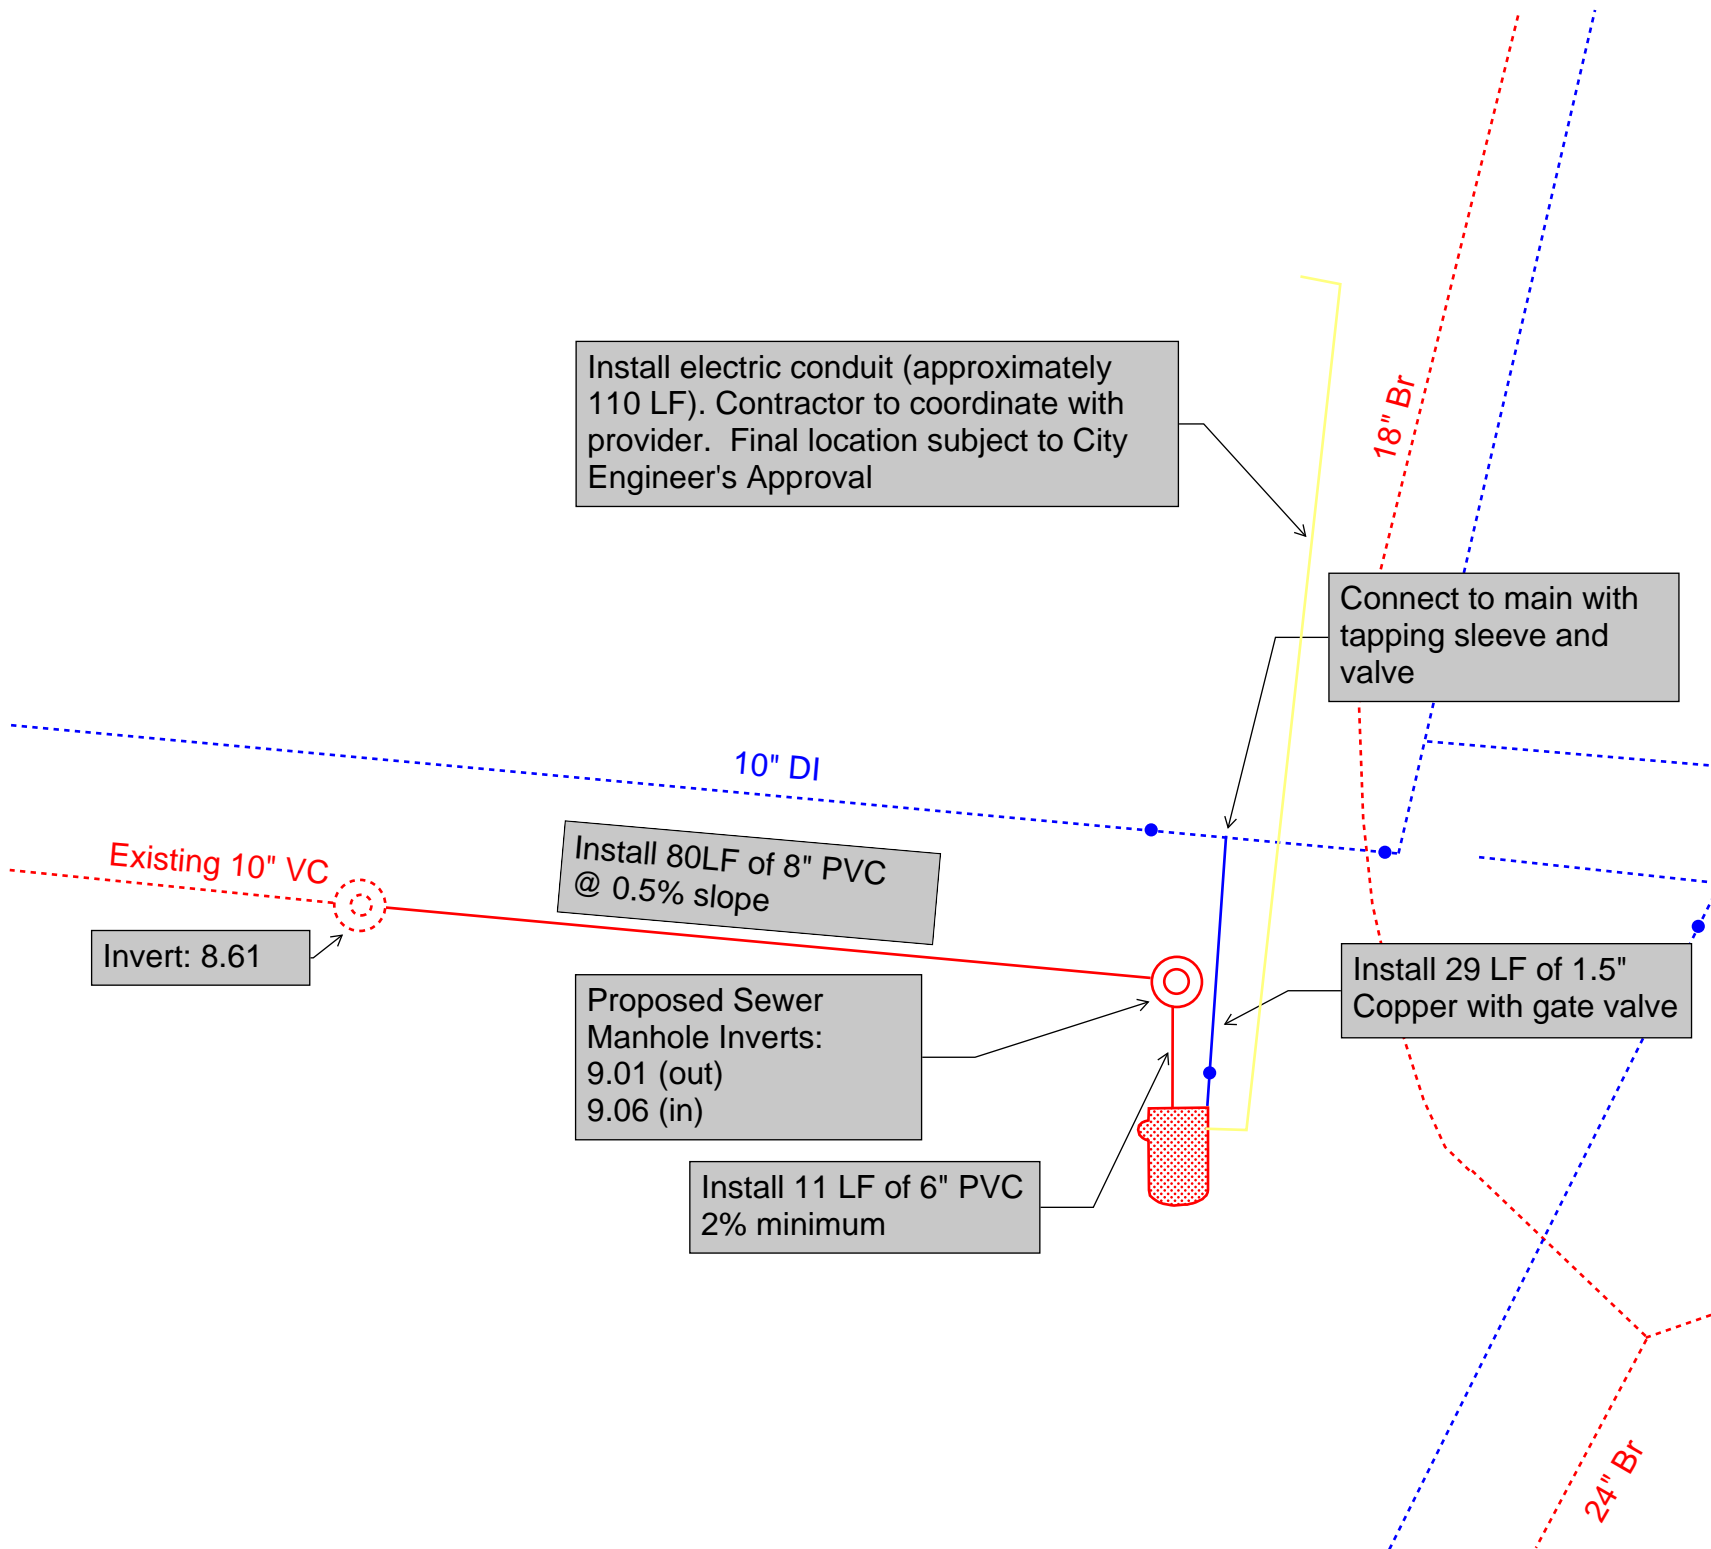 18" Br
Install electric conduit (approximately
110 LF). Contractor to coordinate with
provider.  Final location subject to City
Engineer's Approval
Connect to main with
tapping sleeve and
valve
10" DI
Existing 10" VC
Install 80LF of 8" PVC
@ 0.5% slope
Invert: 8.61
Proposed Sewer
Manhole Inverts:
9.01 (out)
9.06 (in)
Install 29 LF of 1.5"
Copper with gate valve
Install 11 LF of 6" PVC
2% minimum
24" Br